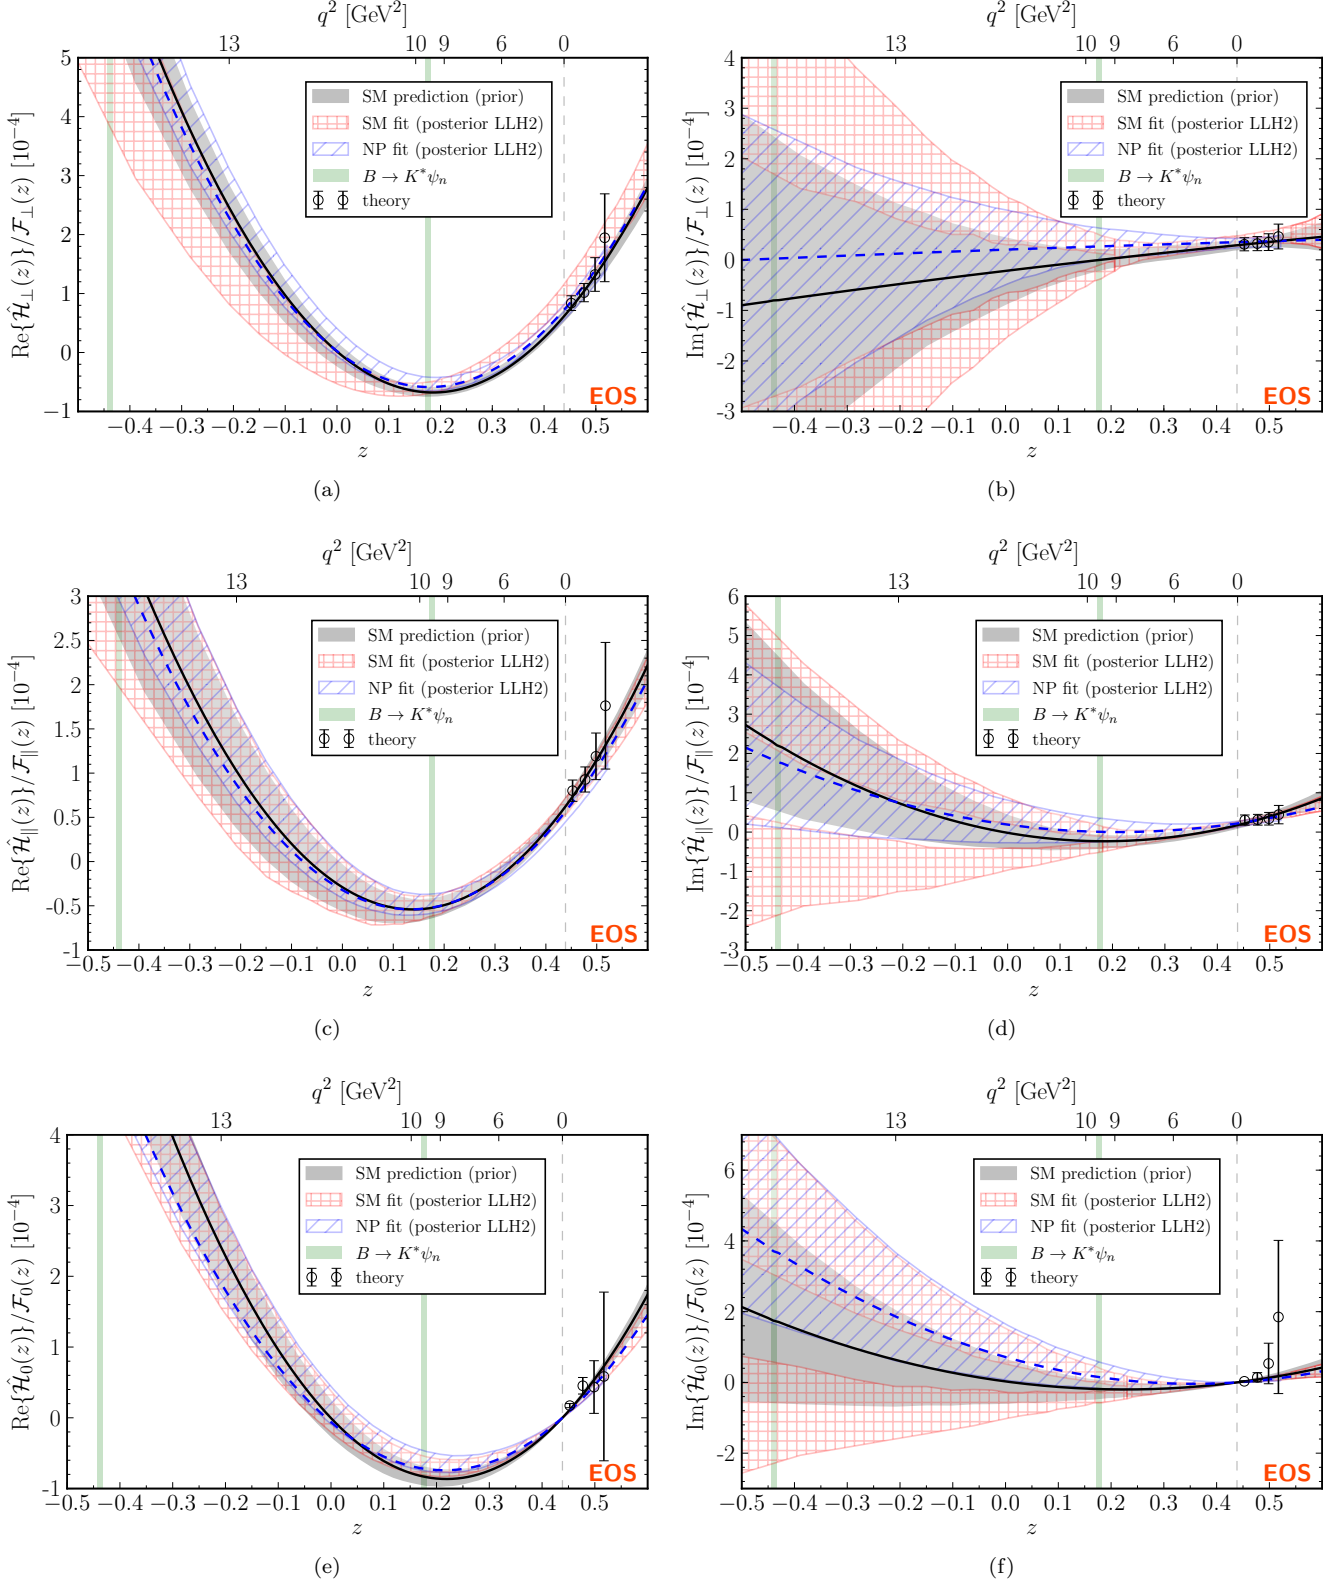 q² [GeV²]
13 10 9 6 0
5
4
3
2
1
0
−1
Re{Ĥ⊥(z)}/F⊥(z) [10⁻⁴]
SM prediction (prior)
SM fit (posterior LLH2)
NP fit (posterior LLH2)
B → K*ψn
theory
EOS
−0.4 −0.3 −0.2 −0.1 0.0 0.1 0.2 0.3 0.4 0.5
z
(a)
q² [GeV²]
13 10 9 6 0
4
3
2
1
0
-1
-2
-3
Im{Ĥ⊥(z)}/F⊥(z) [10⁻⁴]
SM prediction (prior)
SM fit (posterior LLH2)
NP fit (posterior LLH2)
B → K*ψn
theory
EOS
−0.4 −0.3 −0.2 −0.1 0.0 0.1 0.2 0.3 0.4 0.5
z
(b)
q² [GeV²]
13 10 9 6 0
3
2.5
2
1.5
1
0.5
0
-0.5
-1
Re{Ĥ∥(z)}/F∥(z) [10⁻⁴]
SM prediction (prior)
SM fit (posterior LLH2)
NP fit (posterior LLH2)
B → K*ψn
theory
EOS
−0.5 −0.4 −0.3 −0.2 −0.1 0.0 0.1 0.2 0.3 0.4 0.5
z
(c)
q² [GeV²]
13 10 9 6 0
6
5
4
3
2
1
0
-1
-2
-3
Im{Ĥ∥(z)}/F∥(z) [10⁻⁴]
SM prediction (prior)
SM fit (posterior LLH2)
NP fit (posterior LLH2)
B → K*ψn
theory
EOS
−0.5 −0.4 −0.3 −0.2 −0.1 0.0 0.1 0.2 0.3 0.4 0.5
z
(d)
q² [GeV²]
13 10 9 6 0
4
3
2
1
0
-1
Re{Ĥ0(z)}/F0(z) [10⁻⁴]
SM prediction (prior)
SM fit (posterior LLH2)
NP fit (posterior LLH2)
B → K*ψn
theory
EOS
−0.5 −0.4 −0.3 −0.2 −0.1 0.0 0.1 0.2 0.3 0.4 0.5
z
(e)
q² [GeV²]
13 10 9 6 0
6
4
2
0
-2
Im{Ĥ0(z)}/F0(z) [10⁻⁴]
SM prediction (prior)
SM fit (posterior LLH2)
NP fit (posterior LLH2)
B → K*ψn
theory
EOS
−0.5 −0.4 −0.3 −0.2 −0.1 0.0 0.1 0.2 0.3 0.4 0.5
z
(f)